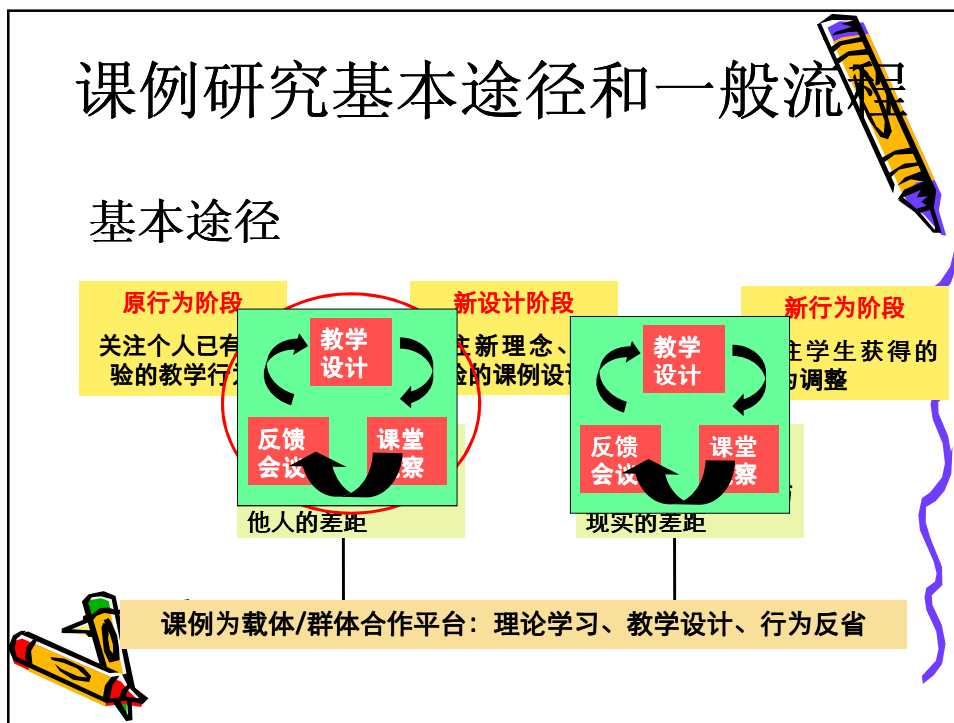 课例研究基本途径和一般流程
基本途径
原行为阶段
关注个人已有
验的教学行
新设计阶段
注新理念、
验的课例设计
新行为阶段
注学生获得的
调整
教学
设计
反馈
会议
课堂
察
他人的差距
教学
设计
反馈
会议
课堂
察
现实的差距
课例为载体/群体合作平台：理论学习、教学设计、行为反省